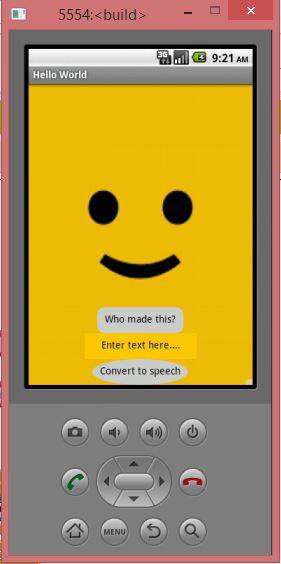 5554:<build>
3G
9:21 AM
Hello World
Who made this?
Enter text here....
Convert to speech
MENU